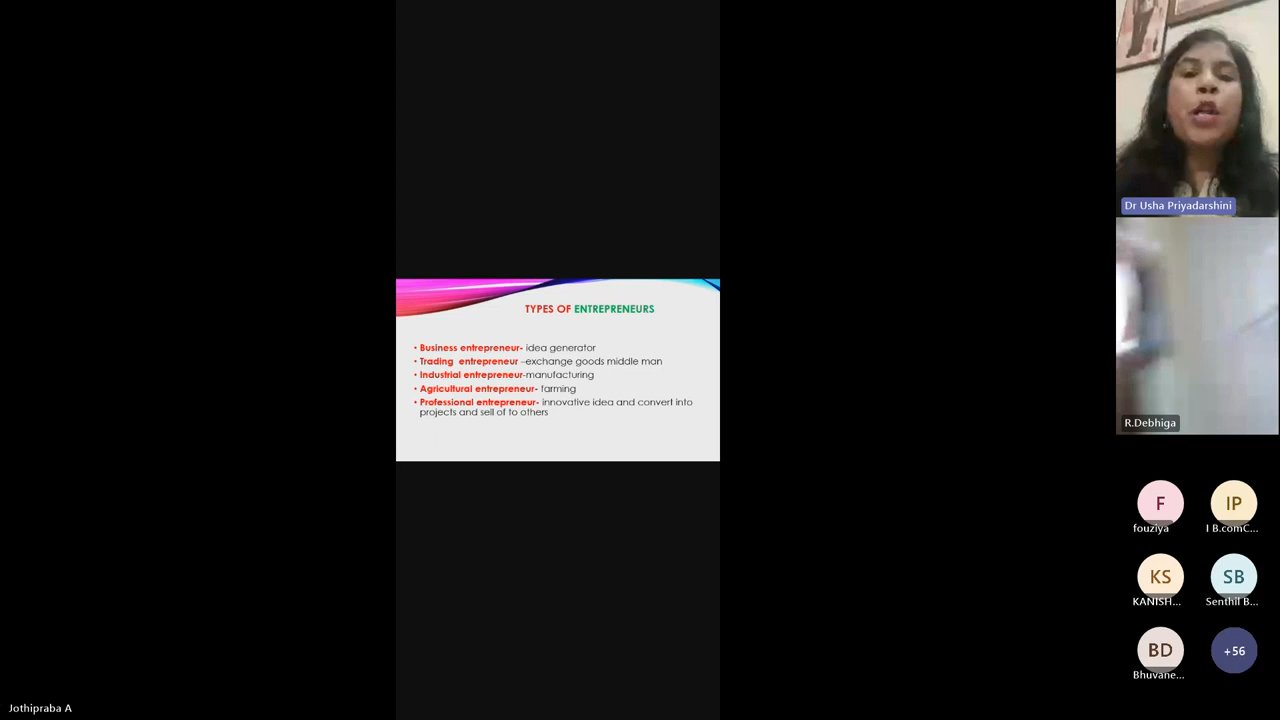 TYPES OF ENTREPRENEURS
• Business entrepreneur- idea generator
• Trading entrepreneur –exchange goods middle man
• Industrial entrepreneur-manufacturing
• Agricultural entrepreneur- farming
• Professional entrepreneur- innovative idea and convert into
projects and sell of to others
Dr Usha Priyadarshini
R.Debhiga
F
IP
fouziya
I B.comC...
KS
SB
KANISH...
Senthil B...
BD
+56
Bhuvane...
Jothipraba A